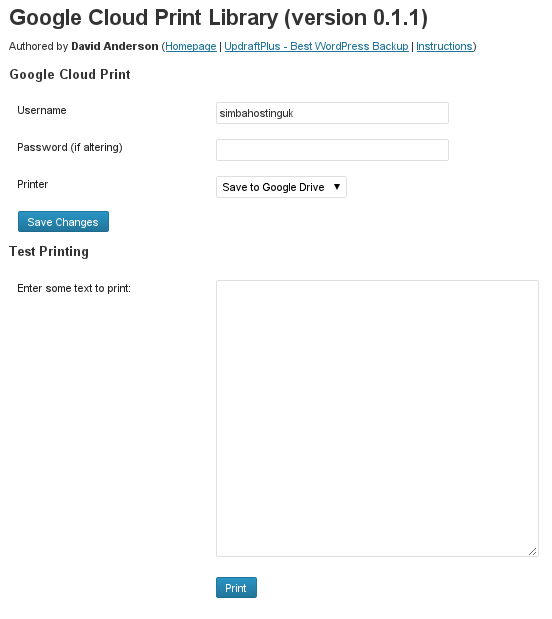 Google Cloud Print Library (version 0.1.1)
Authored by David Anderson (Homepage | UpdraftPlus - Best WordPress Backup | Instructions)
Google Cloud Print
Username simbahostinguk
Password (if altering)
Printer Save to Google Drive ▼
Save Changes
Test Printing
Enter some text to print:
Print